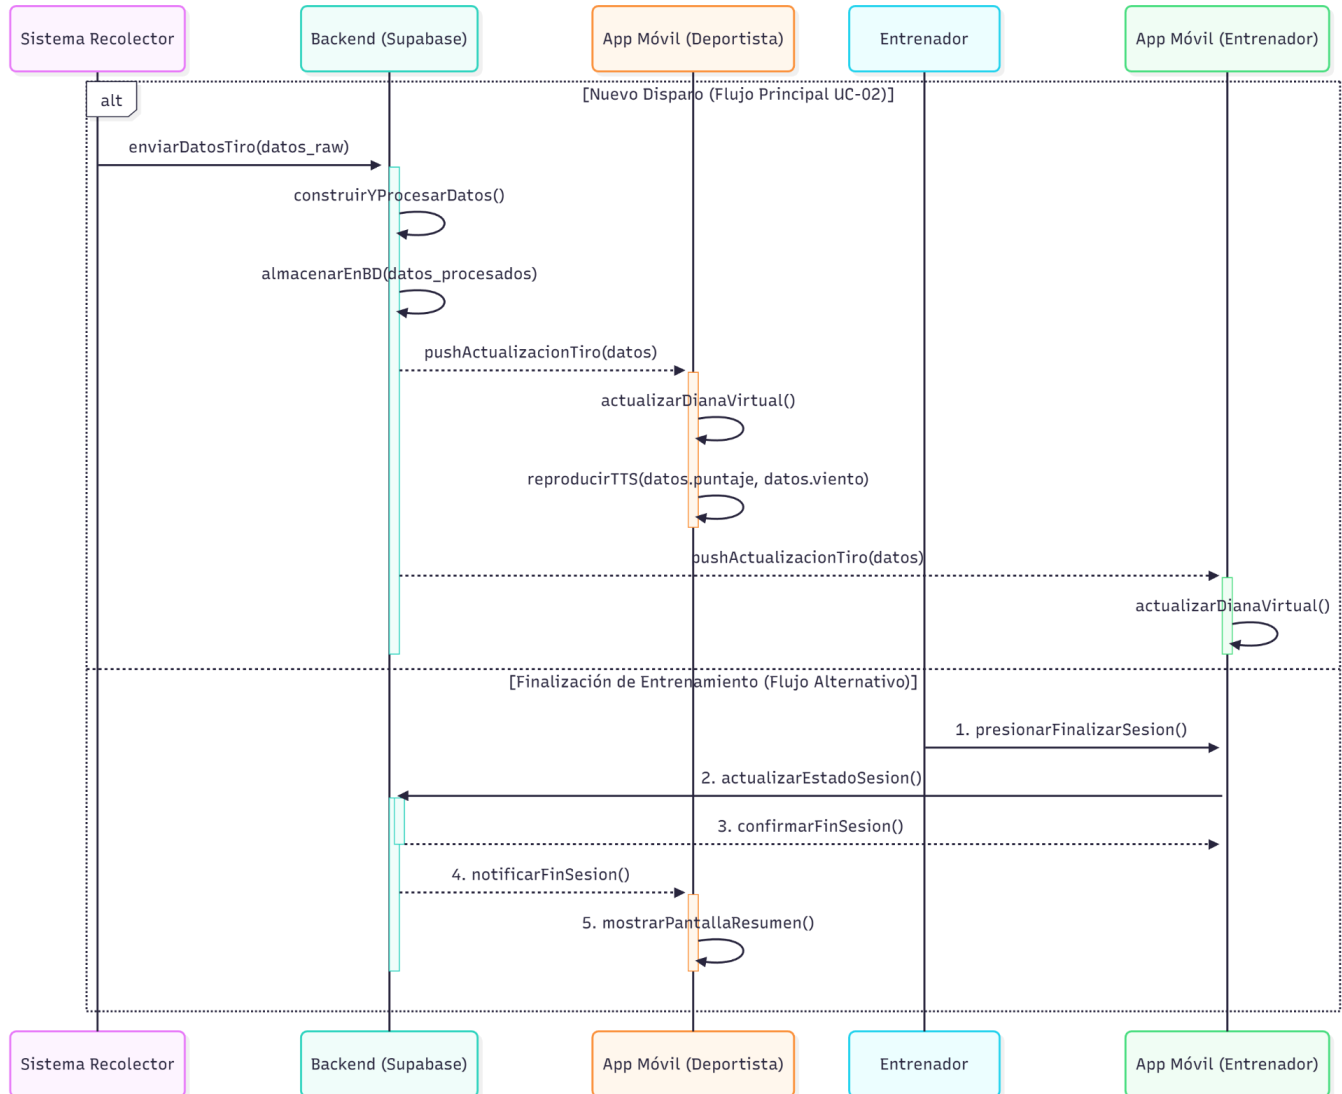 Sistema Recolector
Backend (Supabase)
App Móvil (Deportista)
Entrenador
App Móvil (Entrenador)
alt
[Nuevo Disparo (Flujo Principal UC-02)]
enviarDatosTiro(datos_raw)
construirYProcesarDatos()
almacenarEnBD(datos_procesados)
pushActualizacionTiro(datos)
actualizarDianaVirtual()
reproducirTTS(datos.puntaje, datos.viento)
pushActualizacionTiro(datos)
actualizarDianaVirtual()
[Finalización de Entrenamiento (Flujo Alternativo)]
1. presionarFinalizarSesion()
2. actualizarEstadoSesion()
3. confirmarFinSesion()
4. notificarFinSesion()
5. mostrarPantallaResumen()
Sistema Recolector
Backend (Supabase)
App Móvil (Deportista)
Entrenador
App Móvil (Entrenador)